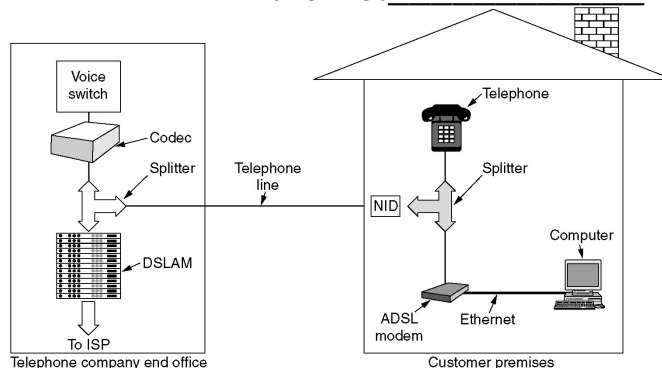 Voice
switch
Codec
Splitter
DSLAM
To ISP
Telephone company end office
Telephone
line
Telephone
NID
Splitter
Computer
ADSL
modem
Ethernet
Customer premises